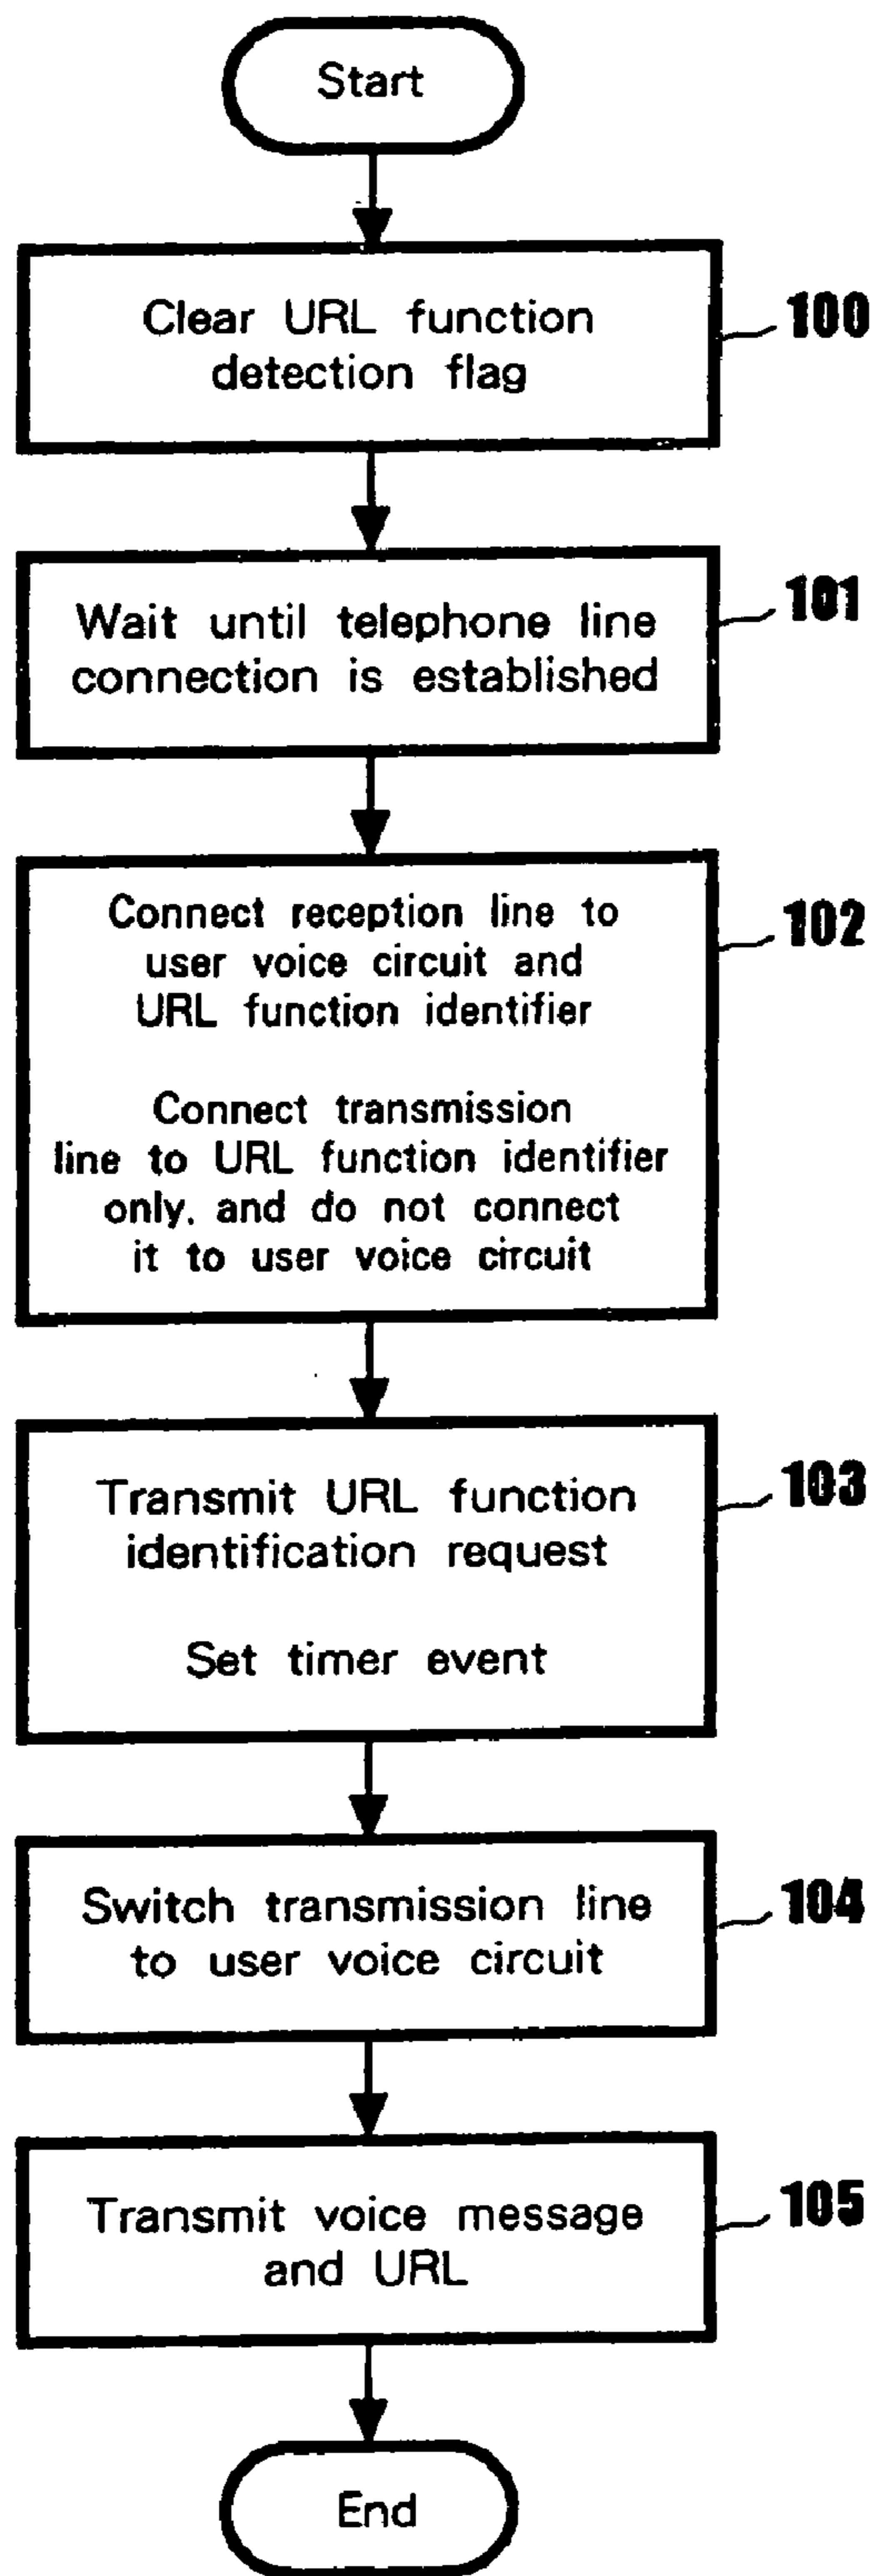 Start
Clear URL function
detection flag
100
Wait until telephone line
connection is established
101
Connect reception line to
user voice circuit and
URL function identifier
Connect transmission
line to URL function identifier
only, and do not connect
it to user voice circuit
102
Transmit URL function
identification request
Set timer event
103
Switch transmission line
to user voice circuit
104
Transmit voice message
and URL
105
End